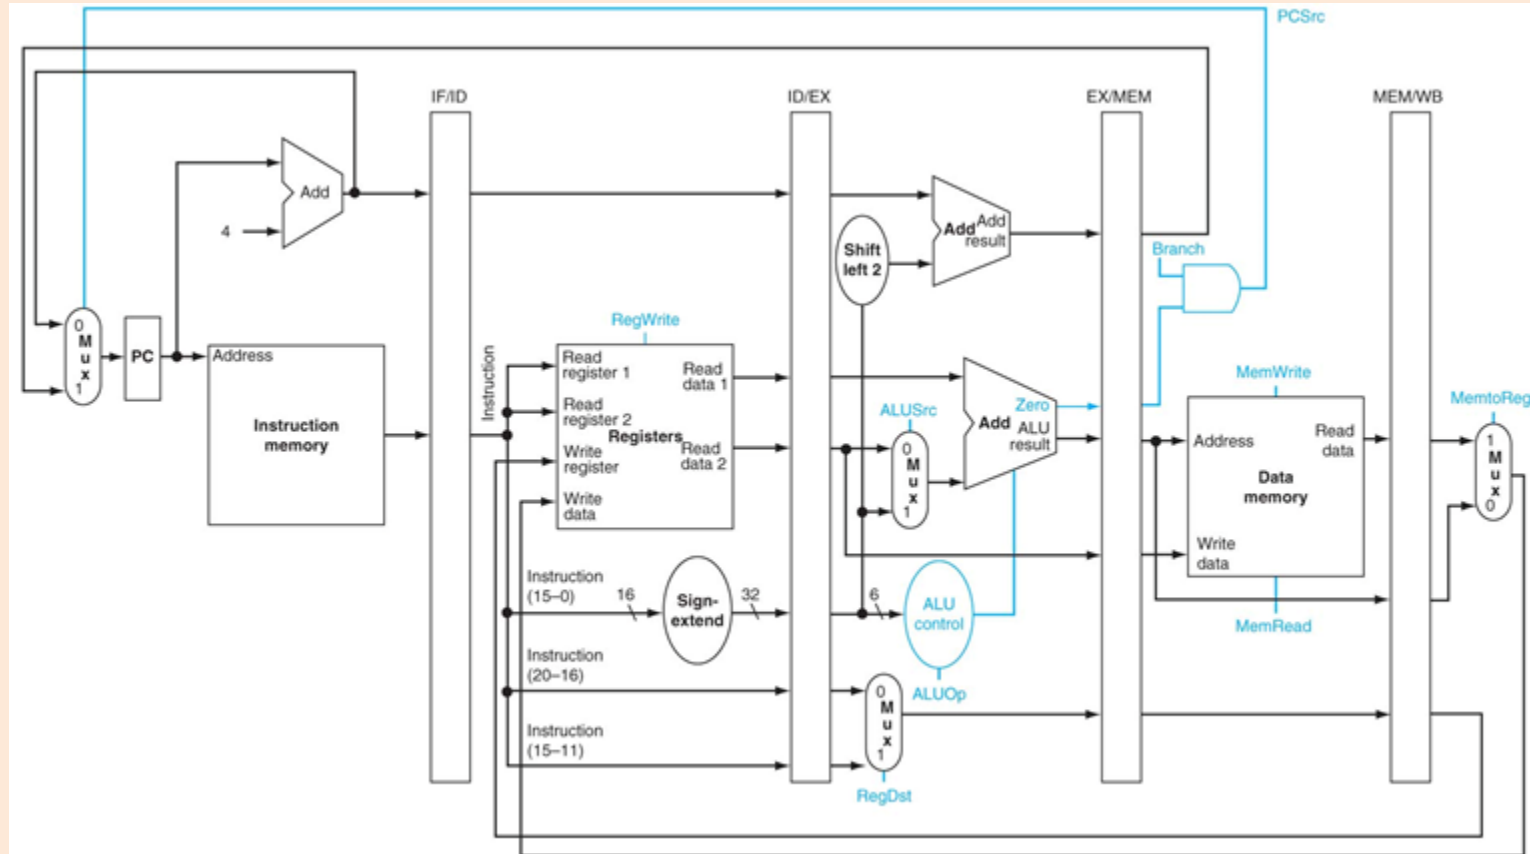 PCSrc
IF/ID
ID/EX
EX/MEM
MEM/WB
Add
4
Shift
left 2
Add
Add
result
Branch
0
M
u
x
1
PC
Address
Instruction
memory
Instruction
RegWrite
Read
register 1
Read
register 2
Write
register
Write
data
Registers
Read
data 1
Read
data 2
ALUSrc
0
M
u
x
1
Zero
Add
ALU
result
MemWrite
Address
Read
data
Data
memory
Write
data
MemRead
MemtoReg
1
M
u
x
0
Instruction
(15–0)
16
Sign-
extend
32
6
ALU
control
ALUOp
Instruction
(20–16)
Instruction
(15–11)
0
M
u
x
1
RegDst